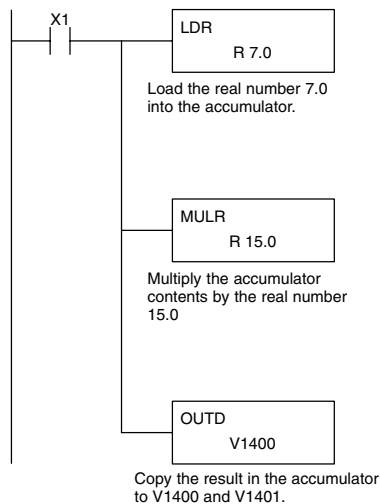 X1
LDR
R 7.0
Load the real number 7.0
into the accumulator.
MULR
R 15.0
Multiply the accumulator
contents by the real number
15.0
OUTD
V1400
Copy the result in the accumulator
to V1400 and V1401.